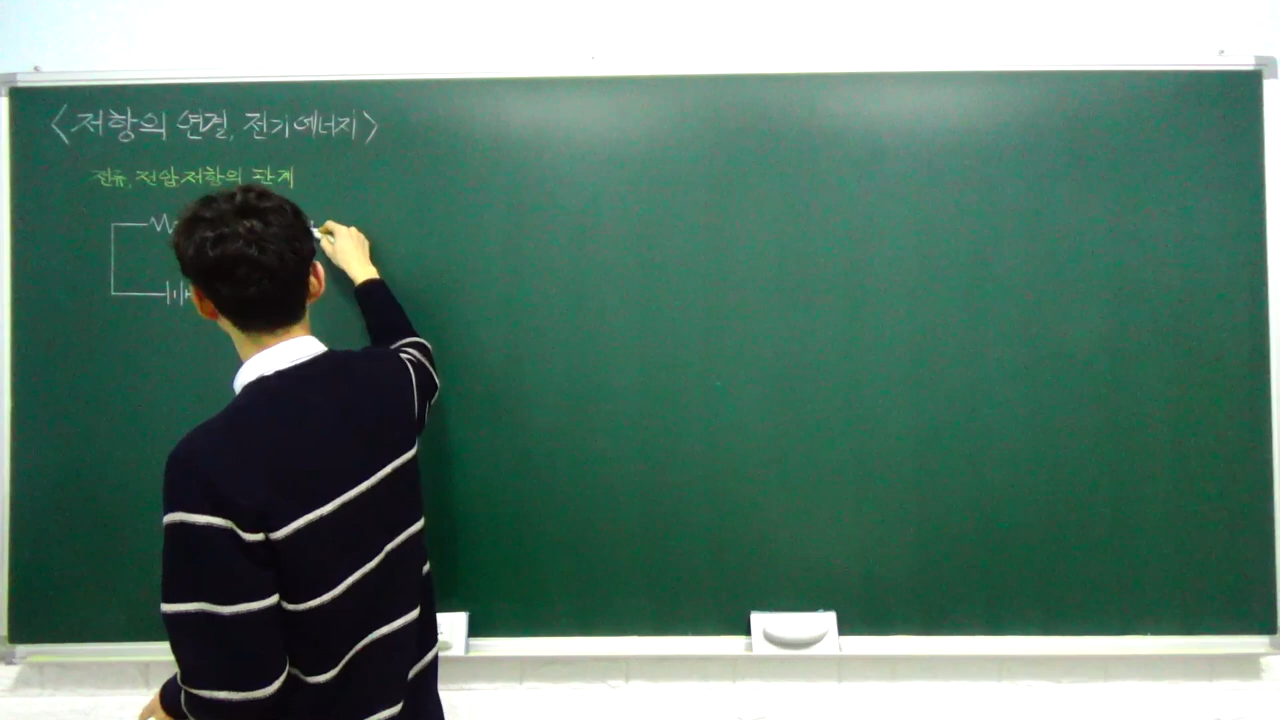 <저항의 연결, 전기에너지>
전류, 전압, 저항의 관계